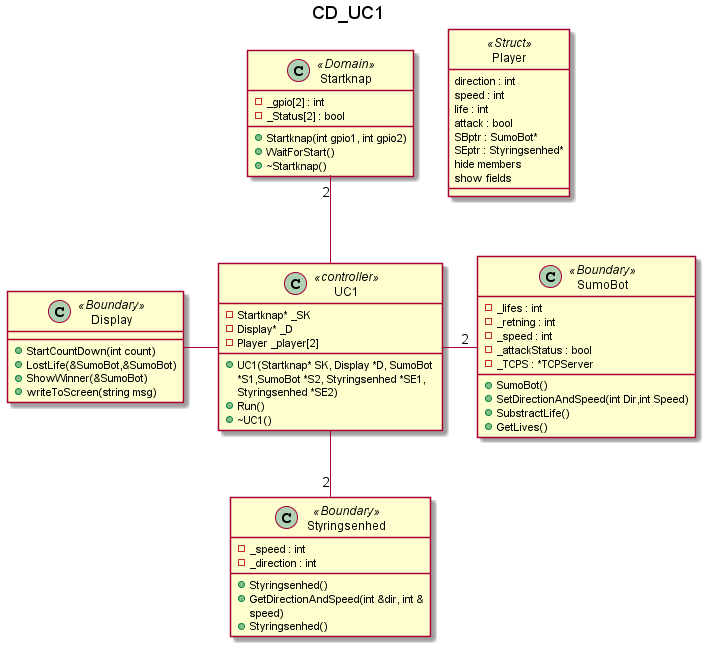 CD_UC1
«Struct»
Player
direction : int
speed : int
life : int
attack : bool
SBptr : SumoBot*
SEptr : Styringsenhed*
hide members
show fields
C
«Domain»
Startknap
_gpio[2] : int
_Status[2] : bool
Startknap(int gpio1, int gpio2)
WaitForStart()
~Startknap()
2
C
«Boundary»
Display
StartCountDown(int count)
LostLife(&SumoBot,&SumoBot)
ShowWinner(&SumoBot)
writeToScreen(string msg)
C
«controller»
UC1
Startknap* _SK
Display* _D
Player _player[2]
UC1(Startknap* SK, Display *D, SumoBot
*S1,SumoBot *S2, Styringsenhed *SE1,
Styringsenhed *SE2)
Run()
~UC1()
2
C
«Boundary»
SumoBot
_lifes : int
_retning : int
_speed : int
_attackStatus : bool
_TCPS : *TCPServer
SumoBot()
SetDirectionAndSpeed(int Dir,int Speed)
SubstractLife()
GetLives()
2
C
«Boundary»
Styringsenhed
_speed : int
_direction : int
Styringsenhed()
GetDirectionAndSpeed(int &dir, int &
speed)
Styringsenhed()